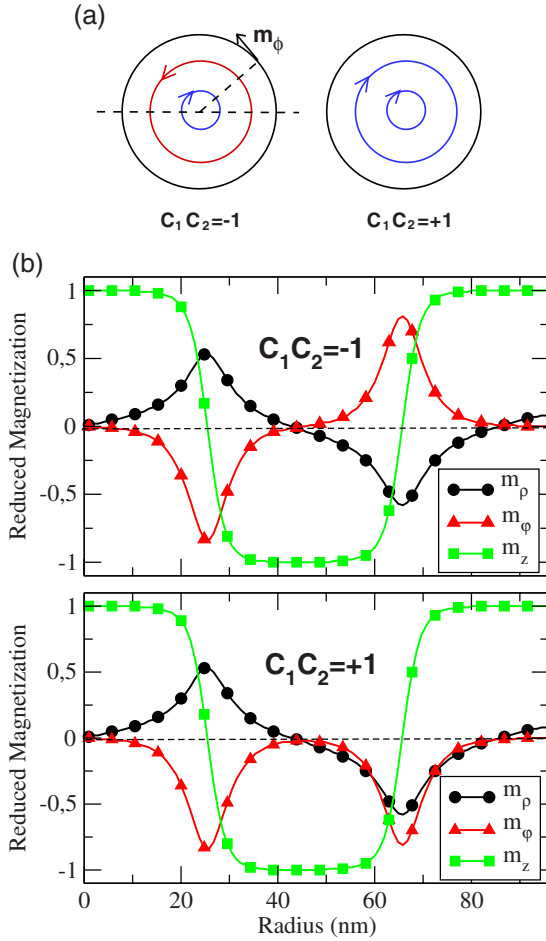 (a)
mϕ
C₁C₂=-1
C₁C₂=+1
(b)
Reduced Magnetization
1
0,5
0
-0,5
-1
C₁C₂=-1
mρ
mφ
mz
Reduced Magnetization
1
0,5
0
-0,5
-1
C₁C₂=+1
mρ
mφ
mz
0 20 40 60 80
Radius (nm)